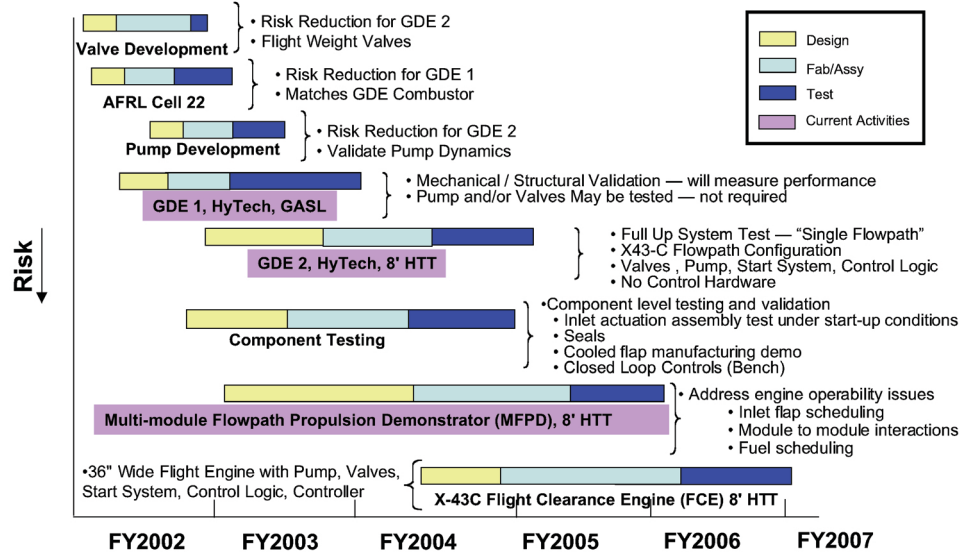 • Risk Reduction for GDE 2
• Flight Weight Valves
Valve Development
• Risk Reduction for GDE 1
• Matches GDE Combustor
AFRL Cell 22
• Risk Reduction for GDE 2
• Validate Pump Dynamics
Pump Development
• Mechanical / Structural Validation — will measure performance
• Pump and/or Valves May be tested — not required
GDE 1, HyTech, GASL
• Full Up System Test — “Single Flowpath”
• X43-C Flowpath Configuration
• Valves , Pump, Start System, Control Logic
• No Control Hardware
GDE 2, HyTech, 8' HTT
•Component level testing and validation
• Inlet actuation assembly test under start-up conditions
• Seals
• Cooled flap manufacturing demo
• Closed Loop Controls (Bench)
Component Testing
• Address engine operability issues
• Inlet flap scheduling
• Module to module interactions
• Fuel scheduling
Multi-module Flowpath Propulsion Demonstrator (MFPD), 8' HTT
•36" Wide Flight Engine with Pump, Valves,
Start System, Control Logic, Controller
X-43C Flight Clearance Engine (FCE) 8' HTT
Risk
FY2002 FY2003 FY2004 FY2005 FY2006 FY2007
Design
Fab/Assy
Test
Current Activities